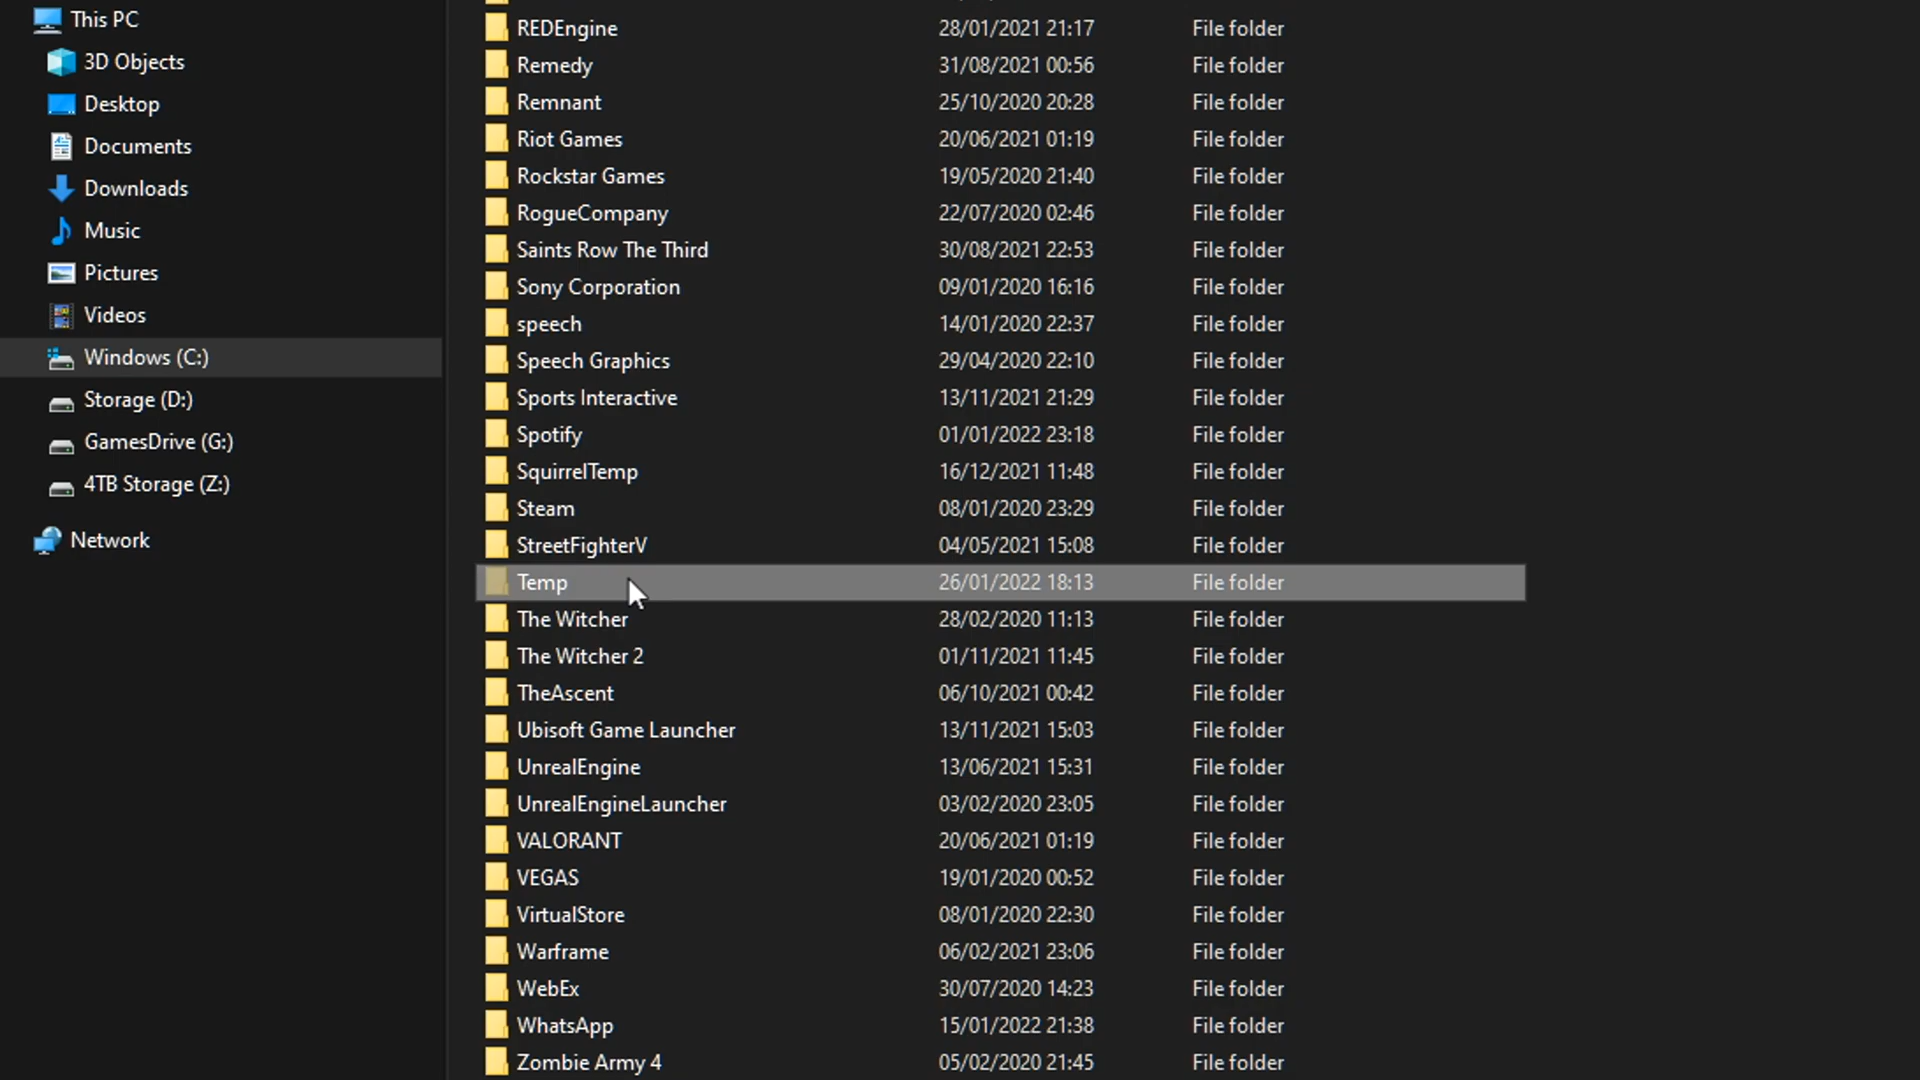 This PC
3D Objects
Desktop
Documents
Downloads
Music
Pictures
Videos
Windows (C:)
Storage (D:)
GamesDrive (G:)
4TB Storage (Z:)
Network
REDEngine 28/01/2021 21:17 File folder
Remedy 31/08/2021 00:56 File folder
Remnant 25/10/2020 20:28 File folder
Riot Games 20/06/2021 01:19 File folder
Rockstar Games 19/05/2020 21:40 File folder
RogueCompany 22/07/2020 02:46 File folder
Saints Row The Third 30/08/2021 22:53 File folder
Sony Corporation 09/01/2020 16:16 File folder
speech 14/01/2020 22:37 File folder
Speech Graphics 29/04/2020 22:10 File folder
Sports Interactive 13/11/2021 21:29 File folder
Spotify 01/01/2022 23:18 File folder
SquirrelTemp 16/12/2021 11:48 File folder
Steam 08/01/2020 23:29 File folder
StreetFighterV 04/05/2021 15:08 File folder
Temp 26/01/2022 18:13 File folder
The Witcher 28/02/2020 11:13 File folder
The Witcher 2 01/11/2021 11:45 File folder
TheAscent 06/10/2021 00:42 File folder
Ubisoft Game Launcher 13/11/2021 15:03 File folder
UnrealEngine 13/06/2021 15:31 File folder
UnrealEngineLauncher 03/02/2020 23:05 File folder
VALORANT 20/06/2021 01:19 File folder
VEGAS 19/01/2020 00:52 File folder
VirtualStore 08/01/2020 22:30 File folder
Warframe 06/02/2021 23:06 File folder
WebEx 30/07/2020 14:23 File folder
WhatsApp 15/01/2022 21:38 File folder
Zombie Army 4 05/02/2020 21:45 File folder